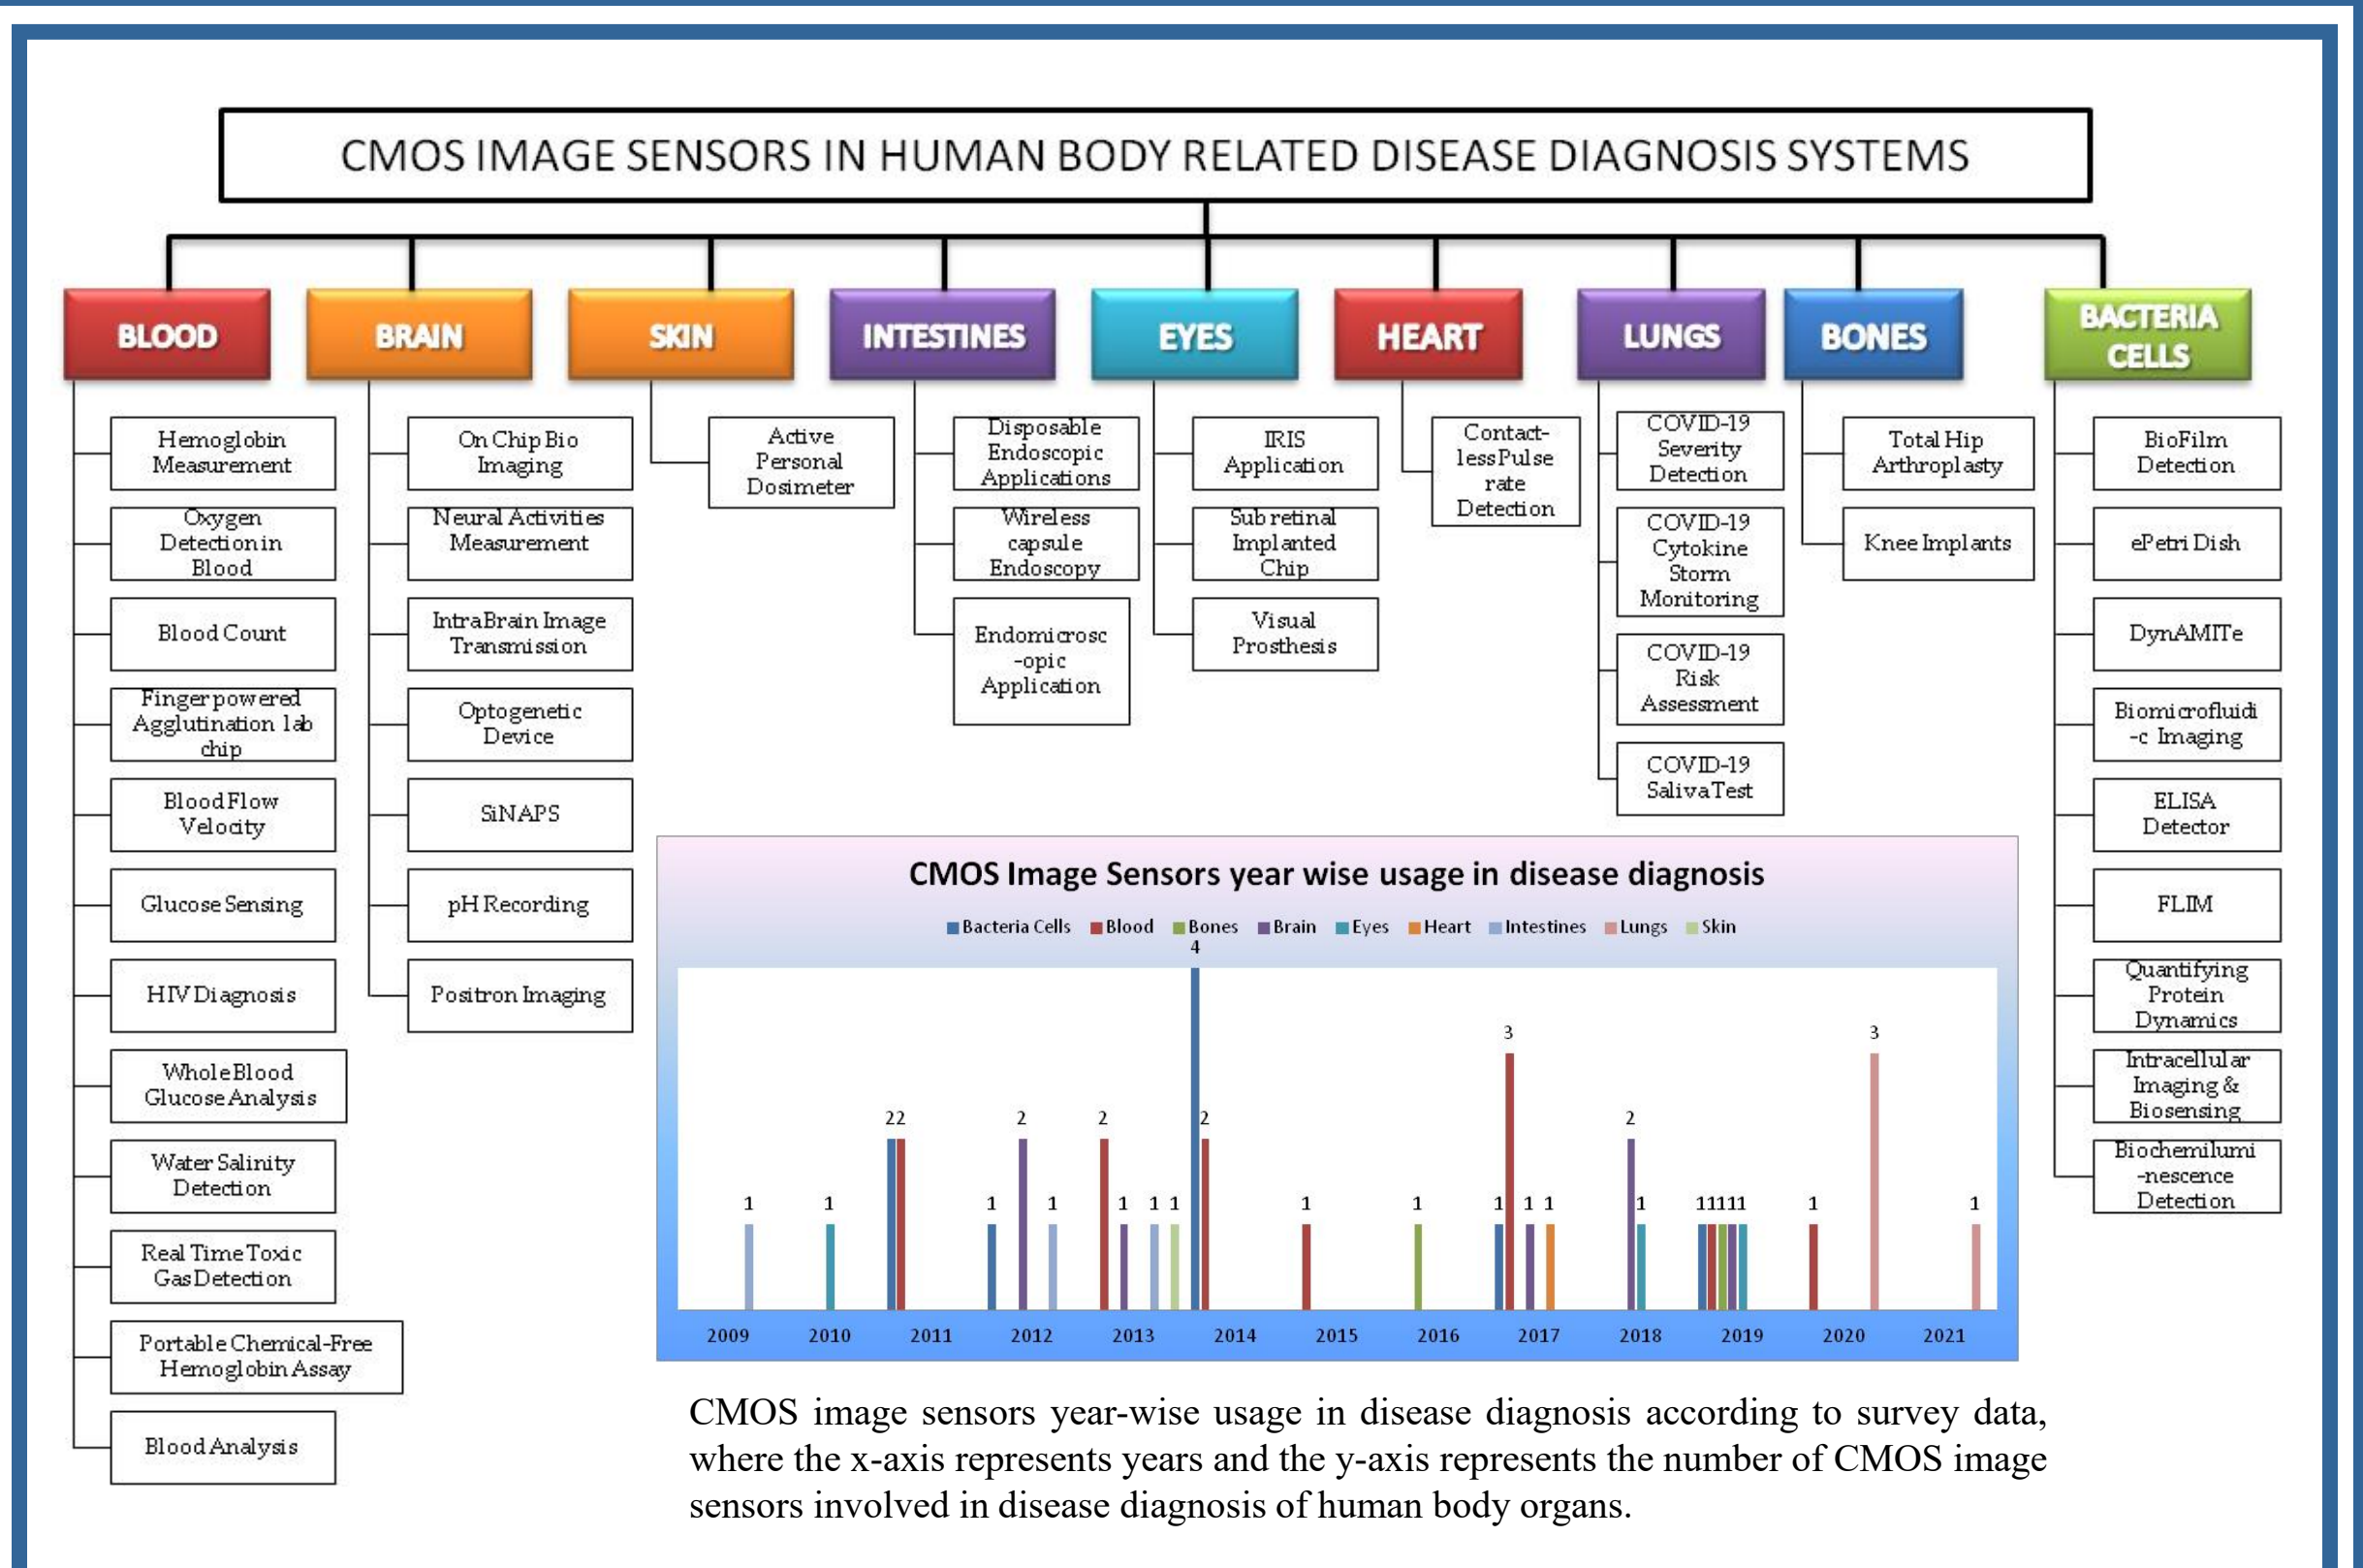 CMOS IMAGE SENSORS IN HUMAN BODY RELATED DISEASE DIAGNOSIS SYSTEMS
BLOOD
Hemoglobin
Measurement
Oxygen
Detection in
Blood
Blood Count
Finger powered
Agglutination lab
chip
Blood Flow
Velocity
Glucose Sensing
HIV Diagnosis
Whole Blood
Glucose Analysis
Water Salinity
Detection
Real Time Toxic
Gas Detection
Portable Chemical-Free
Hemoglobin Assay
Blood Analysis
BRAIN
On Chip Bio
Imaging
Neural Activities
Measurement
Intra Brain Image
Transmission
Optogenetic
Device
SiNAPS
pH Recording
Positron Imaging
SKIN
Active
Personal
Dosimeter
INTESTINES
Disposable
Endoscopic
Applications
Wireless
capsule
Endoscopy
Endomicrosc
-opic
Application
EYES
IRIS
Application
Sub retinal
Implanted
Chip
Visual
Prosthesis
HEART
Contact-
less Pulse
rate
Detection
LUNGS
COVID-19
Severity
Detection
COVID-19
Cytokine
Storm
Monitoring
COVID-19
Risk
Assessment
COVID-19
Saliva Test
BONES
Total Hip
Arthroplasty
Knee Implants
BACTERIA
CELLS
BioFilm
Detection
ePetri Dish
DynAMITe
Biomicrofluidi
-c Imaging
ELISA
Detector
FLIM
Quantifying
Protein
Dynamics
Intracellular
Imaging &
Biosensing
Biochemilumi
-nescence
Detection
CMOS Image Sensors year wise usage in disease diagnosis
Bacteria Cells Blood Bones Brain Eyes Heart Intestines Lungs Skin
4
3 3
2 2 2 2 2 2
1 1 1 1 1 1 1 1 1 1 1 1 1 1 1 1 1 1 1 1
2009 2010 2011 2012 2013 2014 2015 2016 2017 2018 2019 2020 2021
CMOS image sensors year-wise usage in disease diagnosis according to survey data,
where the x-axis represents years and the y-axis represents the number of CMOS image
sensors involved in disease diagnosis of human body organs.